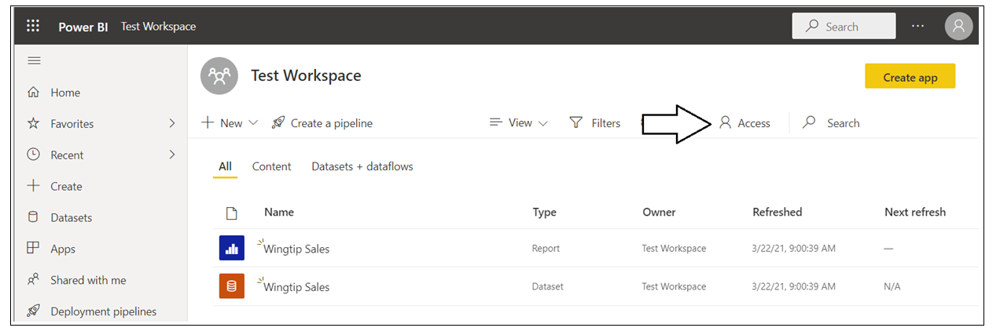 Power BI Test Workspace Search ...
Test Workspace
Create app
Home
Favorites
Recent
Create
Datasets
Apps
Shared with me
Deployment pipelines
New Create a pipeline View Filters Access Search
All Content Datasets + dataflows
Name Type Owner Refreshed Next refresh
Wingtip Sales Report Test Workspace 3/22/21, 9:00:39 AM —
Wingtip Sales Dataset Test Workspace 3/22/21, 9:00:39 AM N/A